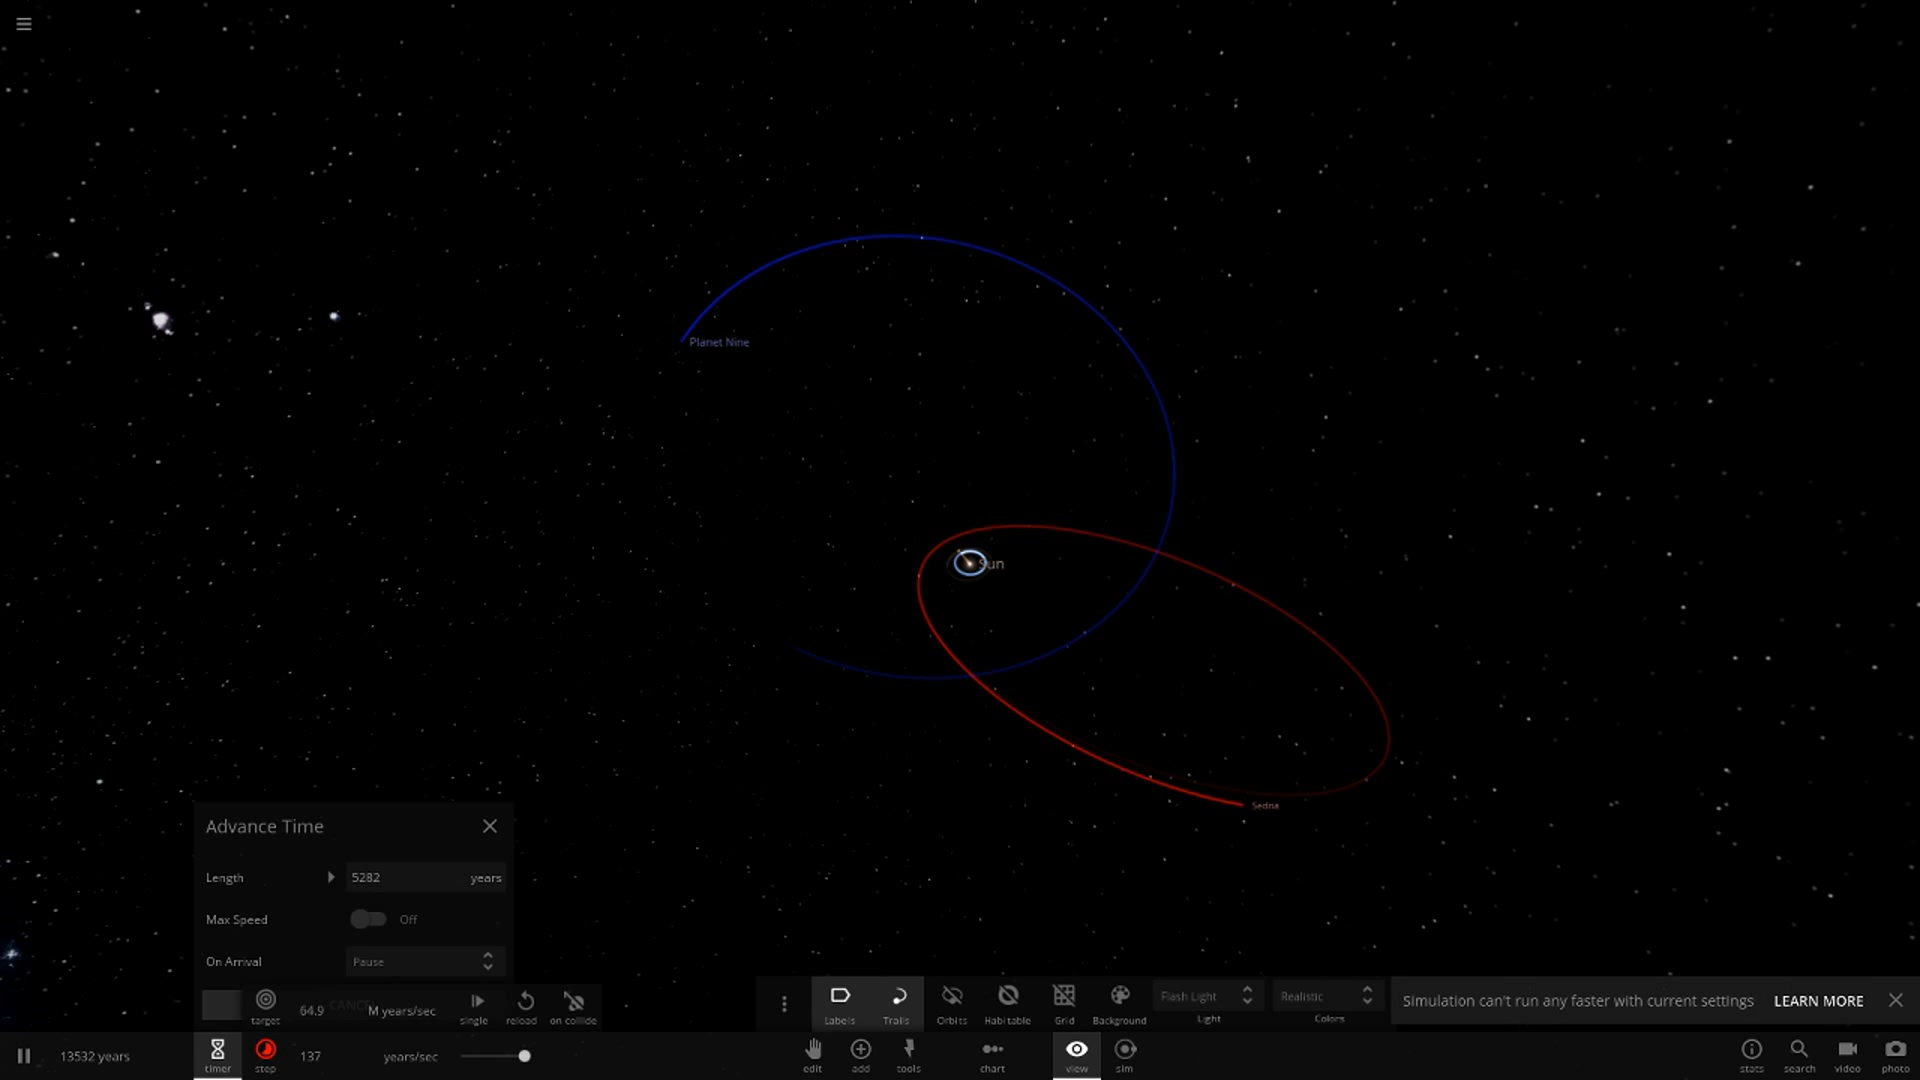 Planet Nine
Sun
Sedna
Advance Time
Length 5282 years
Max Speed Off
On Arrival Pause
CANCEL
target 64.9 M years/sec single reload on collide
Labels Trails Orbits Habitable Grid Background
Flash Light Light
Realistic Colors
Simulation can't run any faster with current settings LEARN MORE
13532 years timer step 137 years/sec
edit add tools chart view sim
stats search video photo